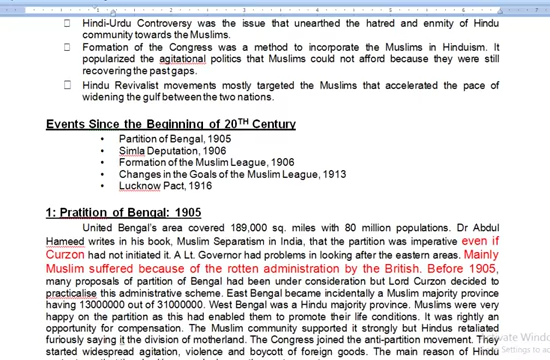 Hindi-Urdu Controversy was the issue that unearthed the hatred and enmity of Hindu
community towards the Muslims.
Formation of the Congress was a method to incorporate the Muslims in Hinduism. It
popularized the agitational politics that Muslims could not afford because they were still
recovering the past gaps.
Hindu Revivalist movements mostly targeted the Muslims that accelerated the pace of
widening the gulf between the two nations.
Events Since the Beginning of 20TH Century
• Partition of Bengal, 1905
• Simla Deputation, 1906
• Formation of the Muslim League, 1906
• Changes in the Goals of the Muslim League, 1913
• Lucknow Pact, 1916
1: Pratition of Bengal: 1905
United Bengal's area covered 189,000 sq. miles with 80 million populations. Dr Abdul
Hameed writes in his book, Muslim Separatism in India, that the partition was imperative even if
Curzon had not initiated it. A Lt. Governor had problems in looking after the eastern areas. Mainly
Muslim suffered because of the rotten administration by the British. Before 1905,
many proposals of partition of Bengal had been under consideration but Lord Curzon decided to
practicalise this administrative scheme. East Bengal became incidentally a Muslim majority province
having 13000000 out of 31000000. West Bengal was a Hindu majority province. Muslims were very
happy on the partition as this had enabled them to promote their life conditions. It was rightly an
opportunity for compensation. The Muslim community supported it strongly but Hindus retaliated
furiously saying it the division of motherland. The Congress joined the anti-partition movement. They
started widespread agitation, violence and boycott of foreign goods. The main reason of Hindu